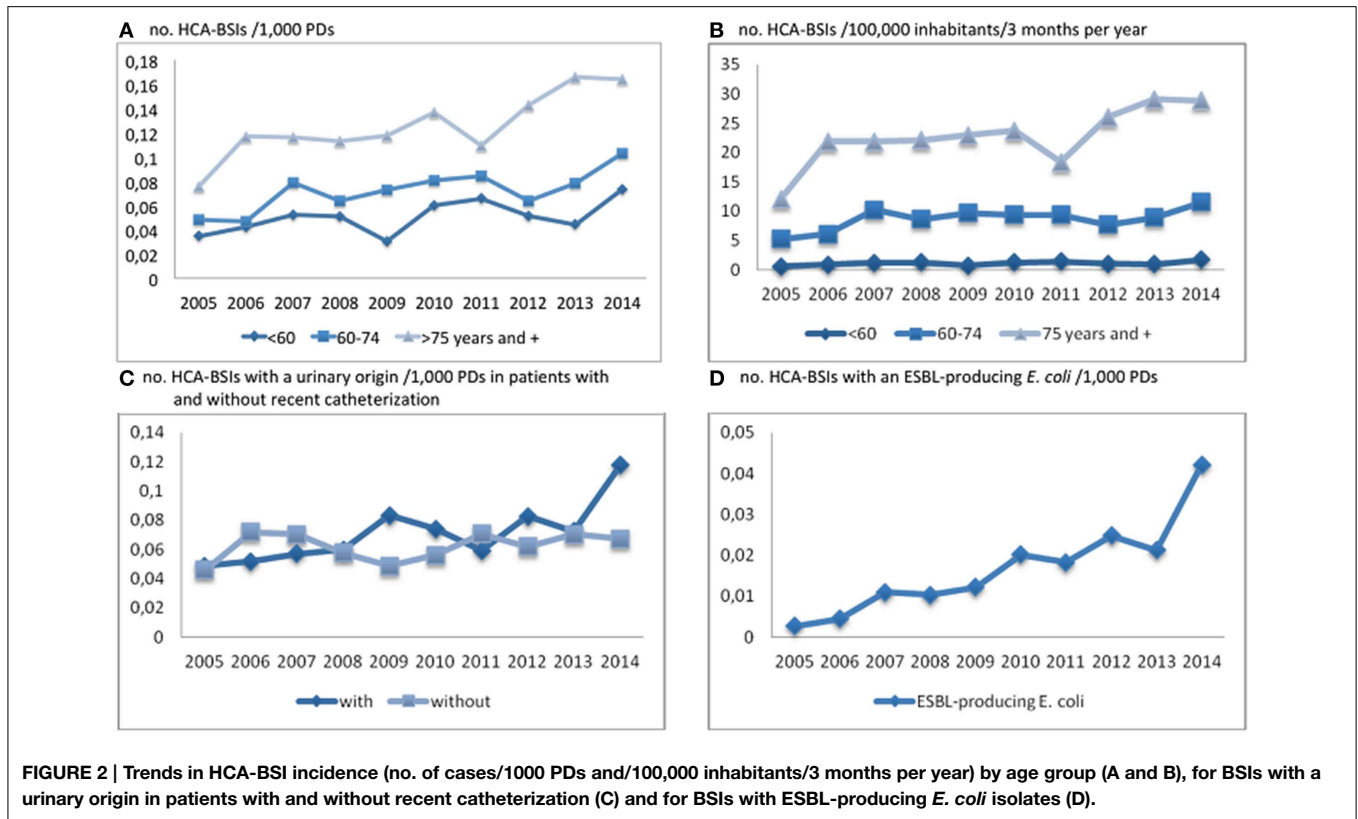 A no. HCA-BSIs /1,000 PDs
0,18
0,16
0,14
0,12
0,1
0,08
0,06
0,04
0,02
0
2005 2006 2007 2008 2009 2010 2011 2012 2013 2014
<60 60-74 >75 years and +
B no. HCA-BSIs /100,000 inhabitants/3 months per year
35
30
25
20
15
10
5
0
2005 2006 2007 2008 2009 2010 2011 2012 2013 2014
<60 60-74 75 years and +
C no. HCA-BSIs with a urinary origin /1,000 PDs in patients with
and without recent catheterization
0,14
0,12
0,1
0,08
0,06
0,04
0,02
0
2005 2006 2007 2008 2009 2010 2011 2012 2013 2014
with without
D no. HCA-BSIs with an ESBL-producing E. coli /1,000 PDs
0,05
0,04
0,03
0,02
0,01
0
2005 2006 2007 2008 2009 2010 2011 2012 2013 2014
ESBL-producing E. coli
FIGURE 2 | Trends in HCA-BSI incidence (no. of cases/1000 PDs and/100,000 inhabitants/3 months per year) by age group (A and B), for BSIs with a
urinary origin in patients with and without recent catheterization (C) and for BSIs with ESBL-producing E. coli isolates (D).